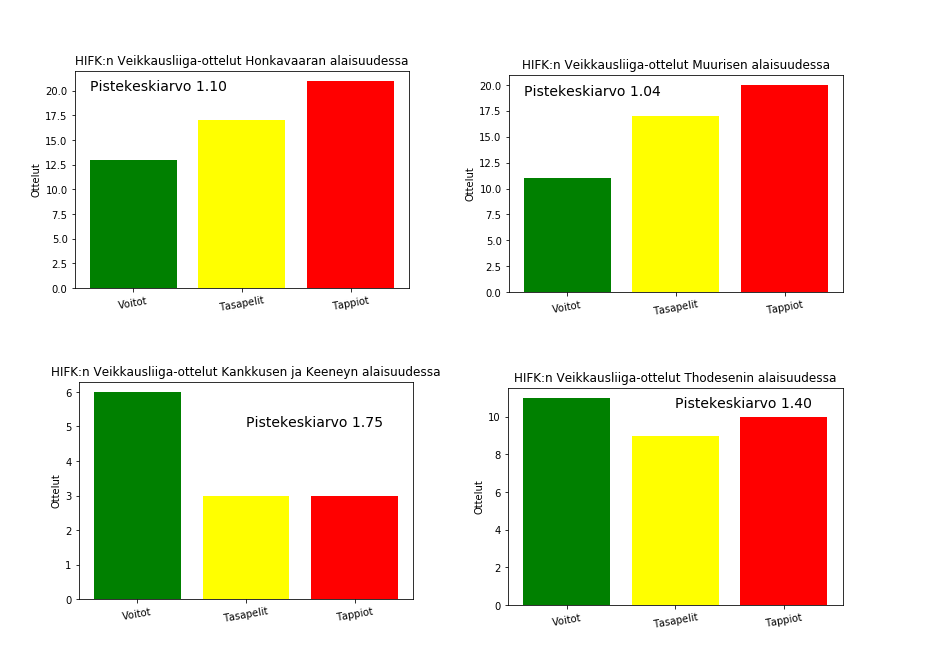 HIFK:n Veikkausliiga-ottelut Honkavaaran alaisuudessa
Pistekeskiarvo 1.10
20.0
17.5
15.0
12.5
10.0
7.5
5.0
2.5
0.0
Ottelut
Voitot
Tasapelit
Tappiot
HIFK:n Veikkausliiga-ottelut Muurisen alaisuudessa
Pistekeskiarvo 1.04
20.0
17.5
15.0
12.5
10.0
7.5
5.0
2.5
0.0
Ottelut
Voitot
Tasapelit
Tappiot
HIFK:n Veikkausliiga-ottelut Kankkusen ja Keeneyn alaisuudessa
Pistekeskiarvo 1.75
6
5
4
3
2
1
0
Ottelut
Voitot
Tasapelit
Tappiot
HIFK:n Veikkausliiga-ottelut Thodesenin alaisuudessa
Pistekeskiarvo 1.40
10
8
6
4
2
0
Ottelut
Voitot
Tasapelit
Tappiot